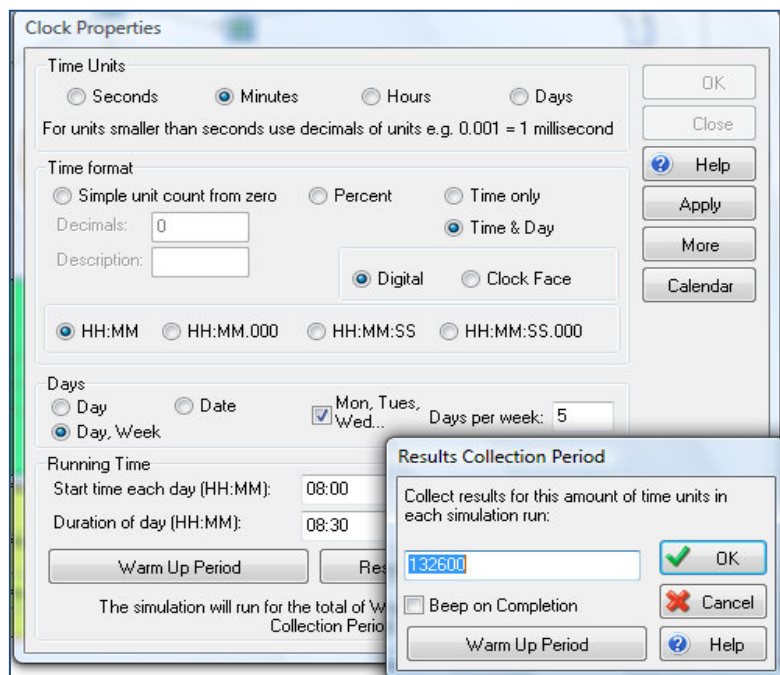 Clock Properties
Time Units
Seconds Minutes Hours Days
For units smaller than seconds use decimals of units e.g. 0.001 = 1 millisecond
OK
Close
Help
Apply
More
Calendar
Time format
Simple unit count from zero Percent Time only
Decimals: 0 Time & Day
Description:
Digital Clock Face
HH:MM HH:MM.000 HH:MM:SS HH:MM:SS.000
Days
Day Date Mon, Tues,
Wed... Days per week: 5
Day, Week
Running Time
Start time each day (HH:MM): 08:00
Duration of day (HH:MM): 08:30
Warm Up Period Res
The simulation will run for the total of W
Collection Perio
Results Collection Period
Collect results for this amount of time units in
each simulation run:
132600 OK
Beep on Completion Cancel
Warm Up Period Help